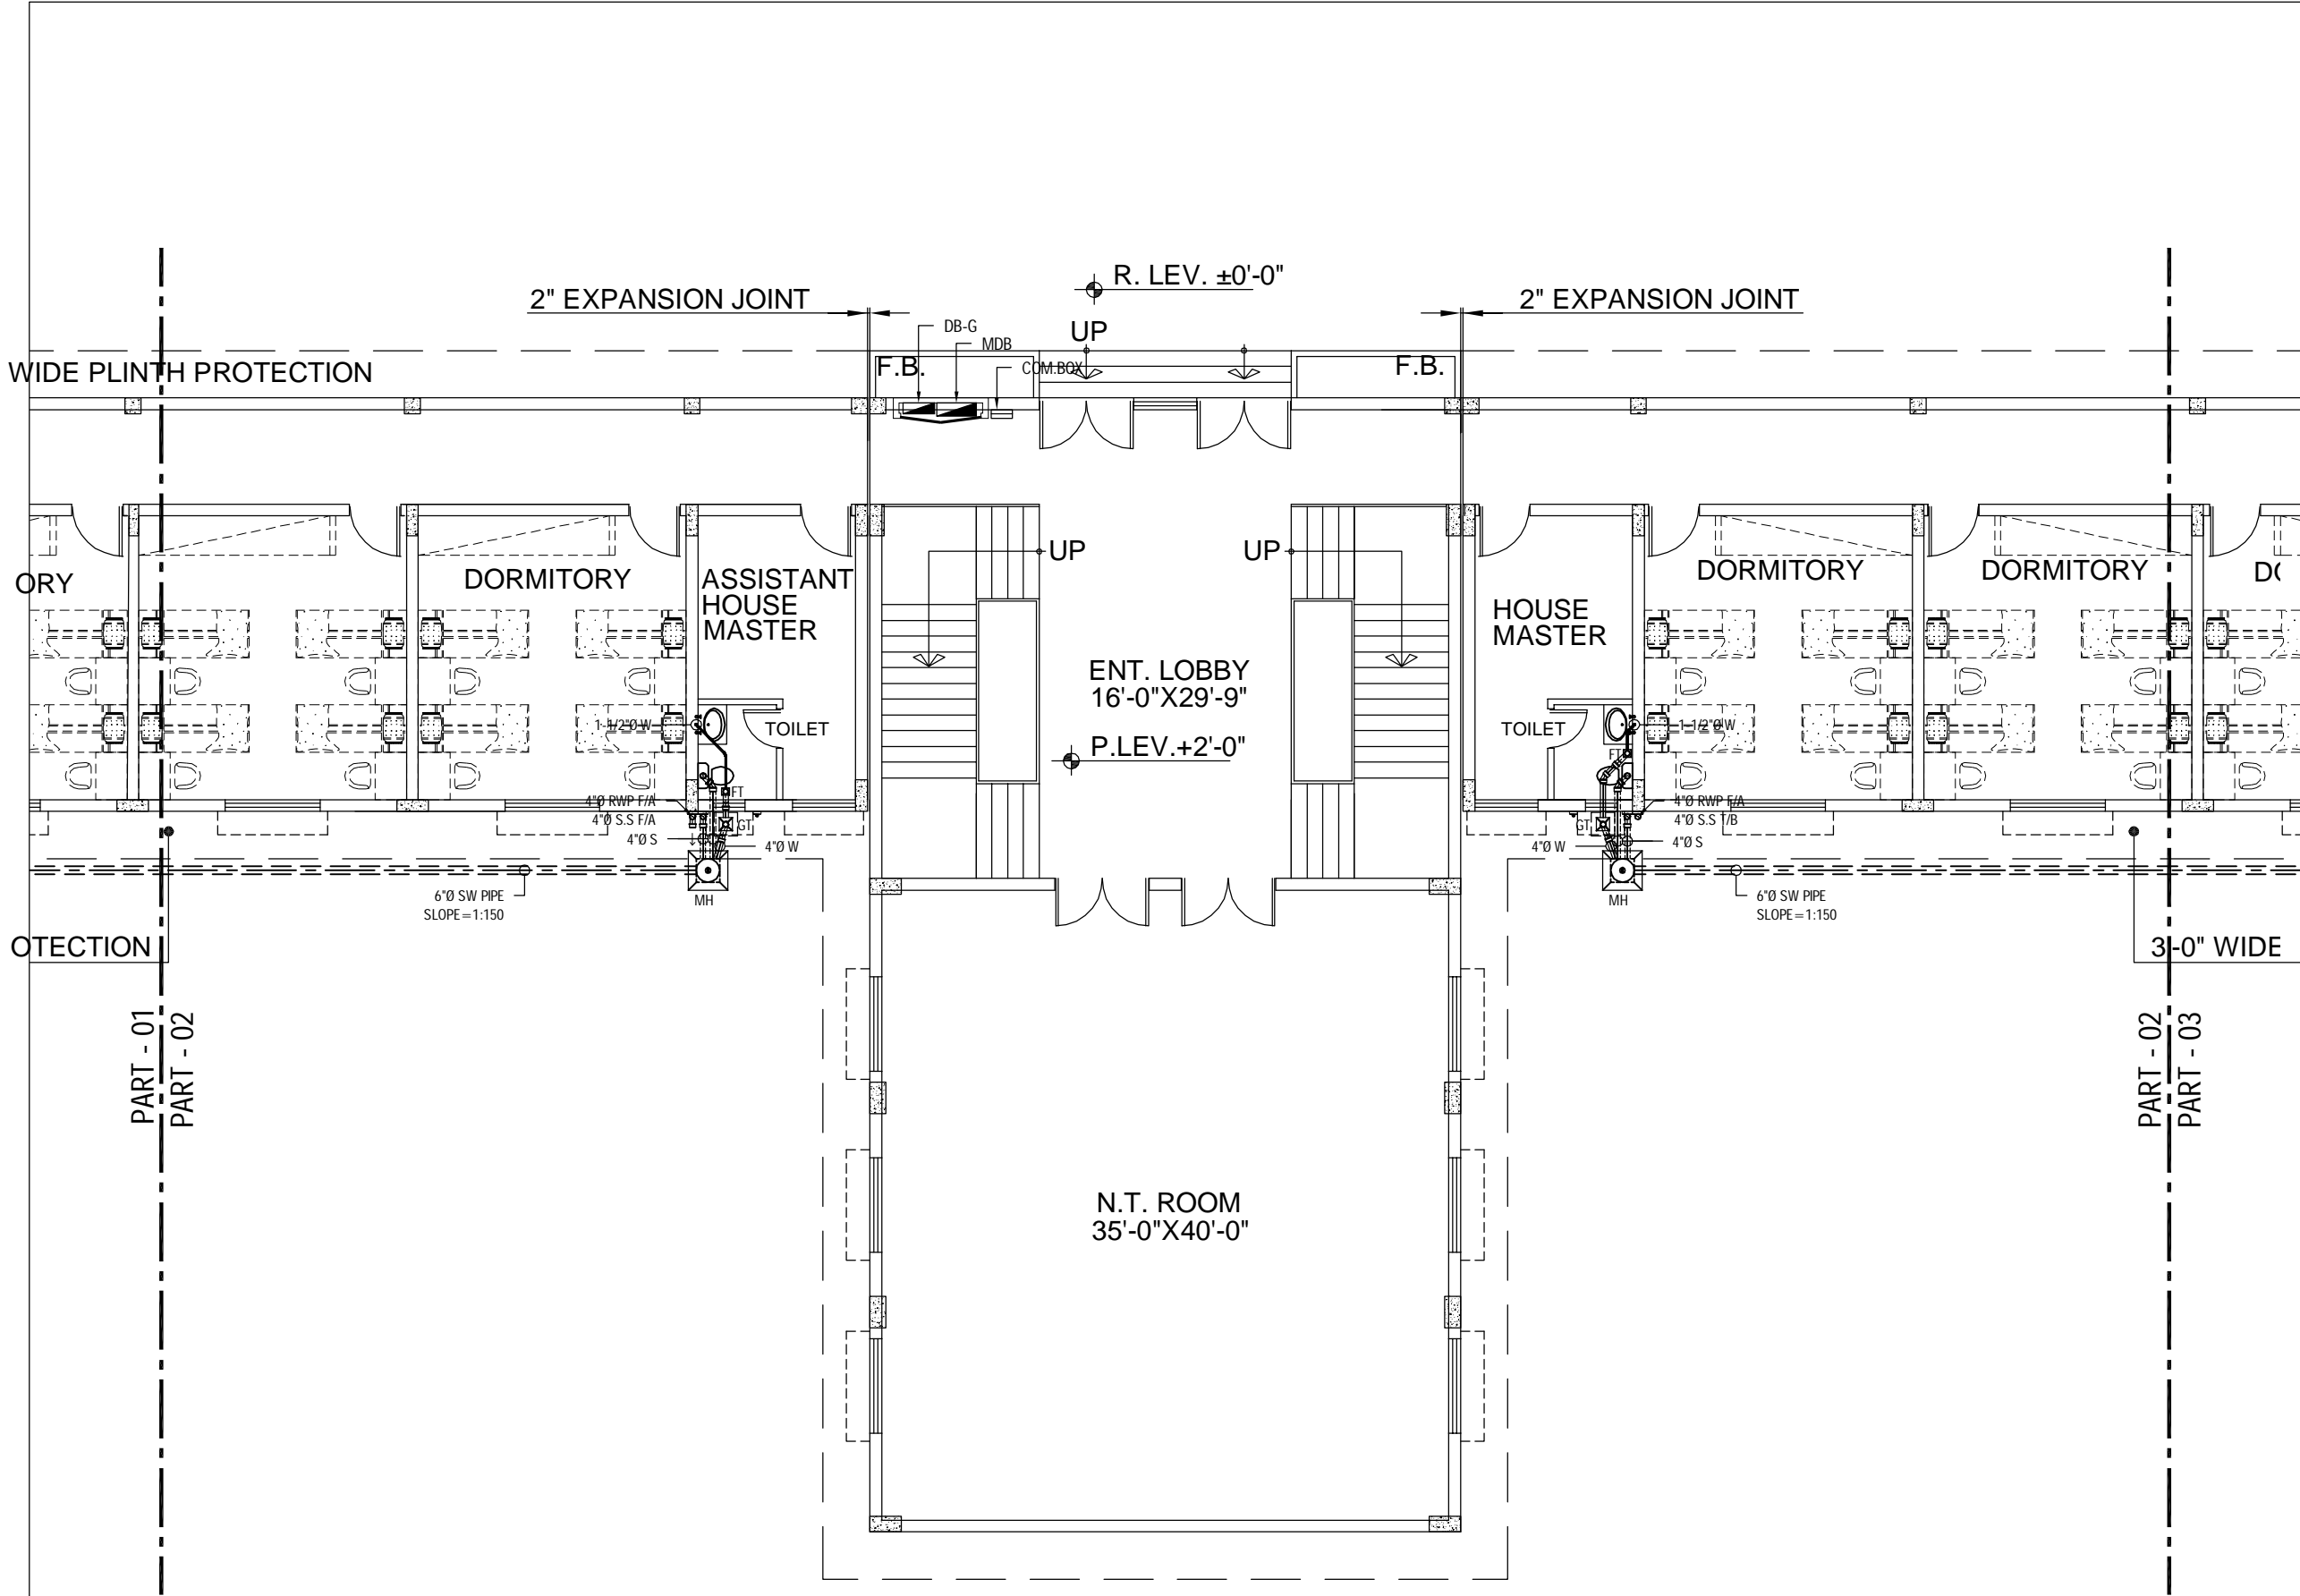 R. LEV. ±0'-0"
2" EXPANSION JOINT
2" EXPANSION JOINT
DB-G
UP
MDB
WIDE PLINTH PROTECTION
F.B.
COM.BOX
F.B.
UP
UP
ORY
DORMITORY
ASSISTANT
HOUSE
MASTER
HOUSE
MASTER
DORMITORY
DORMITORY
ENT. LOBBY
16'-0"X29'-9"
1-1/2"Ø W
TOILET
TOILET
1-1/2"Ø W
P.LEV.+2'-0"
FT
FT
4"Ø RWP F/A
4"Ø S.S F/A
4"Ø S
GT
4"Ø W
4"Ø RWP F/A
4"Ø S.S T/B
4"Ø S
GT
4"Ø W
6"Ø SW PIPE
SLOPE=1:150
MH
MH
6"Ø SW PIPE
SLOPE=1:150
OTECTION
3'-0" WIDE
PART - 01
PART - 02
PART - 02
PART - 03
N.T. ROOM
35'-0"X40'-0"